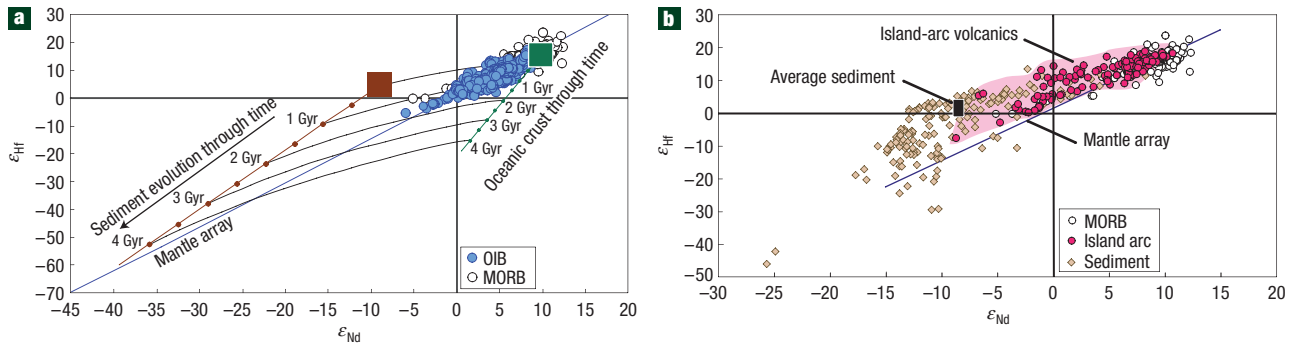 a
30
20
10
0
−10
−20
−30
−40
−50
−60
−70
εHf
−45
−40
−35
−30
−25
−20
−15
−10
−5
0
5
10
15
20
εNd
Sediment evolution through time
1 Gyr
2 Gyr
3 Gyr
4 Gyr
Mantle array
1 Gyr
2 Gyr
3 Gyr
4 Gyr
Oceanic crust through time
OIB
MORB
b
30
20
10
0
−10
−20
−30
−40
−50
εHf
−30
−25
−20
−15
−10
−5
0
5
10
15
20
εNd
Island-arc volcanics
Average sediment
Mantle array
MORB
Island arc
Sediment